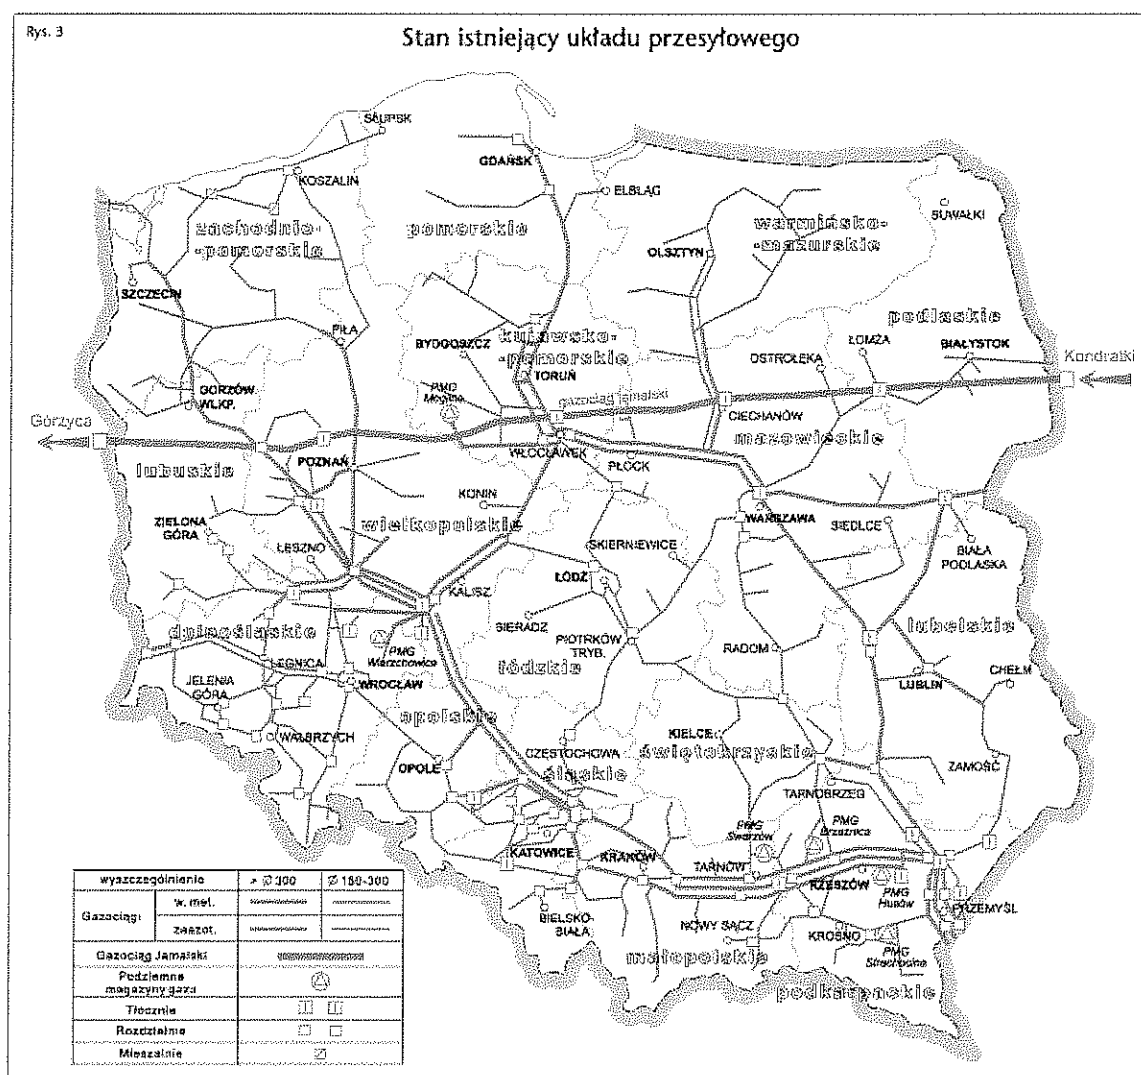 Rys. 3
Stan istniejący układu przesyłowego
SŁUPSK
GDAŃSK
KOSZALIN
ELBLĄG
SUWAŁKI
zachodnio-
-pomorskie
pomorskie
warmińsko-
-mazurskie
OLSZTYN
SZCZECIN
podlaskie
PIŁA
BYDGOSZCZ
kujawsko-
-pomorskie
OSTROŁĘKA
ŁOMŻA
BIAŁYSTOK
Kondratki
TORUŃ
PMG
Mogilno
GORZÓW
WLKP.
gazociąg jamalski
CIECHANÓW
Górzyca
mazowieckie
WŁOCŁAWEK
PŁOCK
lubuskie
POZNAŃ
KONIN
WARSZAWA
ZIELONA
GÓRA
wielkopolskie
SIEDLCE
LESZNO
SKIERNIEWICE
BIAŁA
PODLASKA
ŁÓDŹ
KALISZ
SIERADZ
dolnośląskie
PIOTRKÓW
TRYB.
lubelskie
PMG
Wierzchowice
RADOM
LEGNICA
łódzkie
CHEŁM
WROCŁAW
LUBLIN
JELENIA
GÓRA
opolskie
WAŁBRZYCH
KIELCE
CZĘSTOCHOWA
świętokrzyskie
OPOLE
śląskie
ZAMOŚĆ
TARNOBRZEG
PMG
Swarzów
PMG
Brzeźnica
KATOWICE
KRAKÓW
TARNÓW
RZESZÓW
PMG
Husów
PRZEMYŚL
BIELSKO-
BIAŁA
NOWY SĄCZ
KROSNO
małopolskie
PMG
Strachocina
podkarpackie
wyszczególnienie > Ø 300 Ø 150-300
Gazociąg: w. met.
zaazot.
Gazociąg Jamalski
Podziemne
magazyny gazu
Tłocznie
Rozdzielnie
Mieszalnie